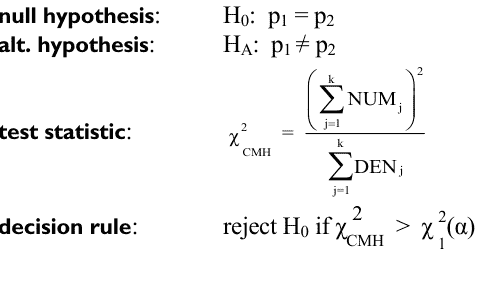 null hypothesis: H₀: p₁ = p₂
alt. hypothesis: H_A: p₁ ≠ p₂
test statistic: χ²_CMH = (∑_{j=1}^{k} NUM_j)² / ∑_{j=1}^{k} DEN_j
decision rule: reject H₀ if χ²_CMH > χ²₁(α)